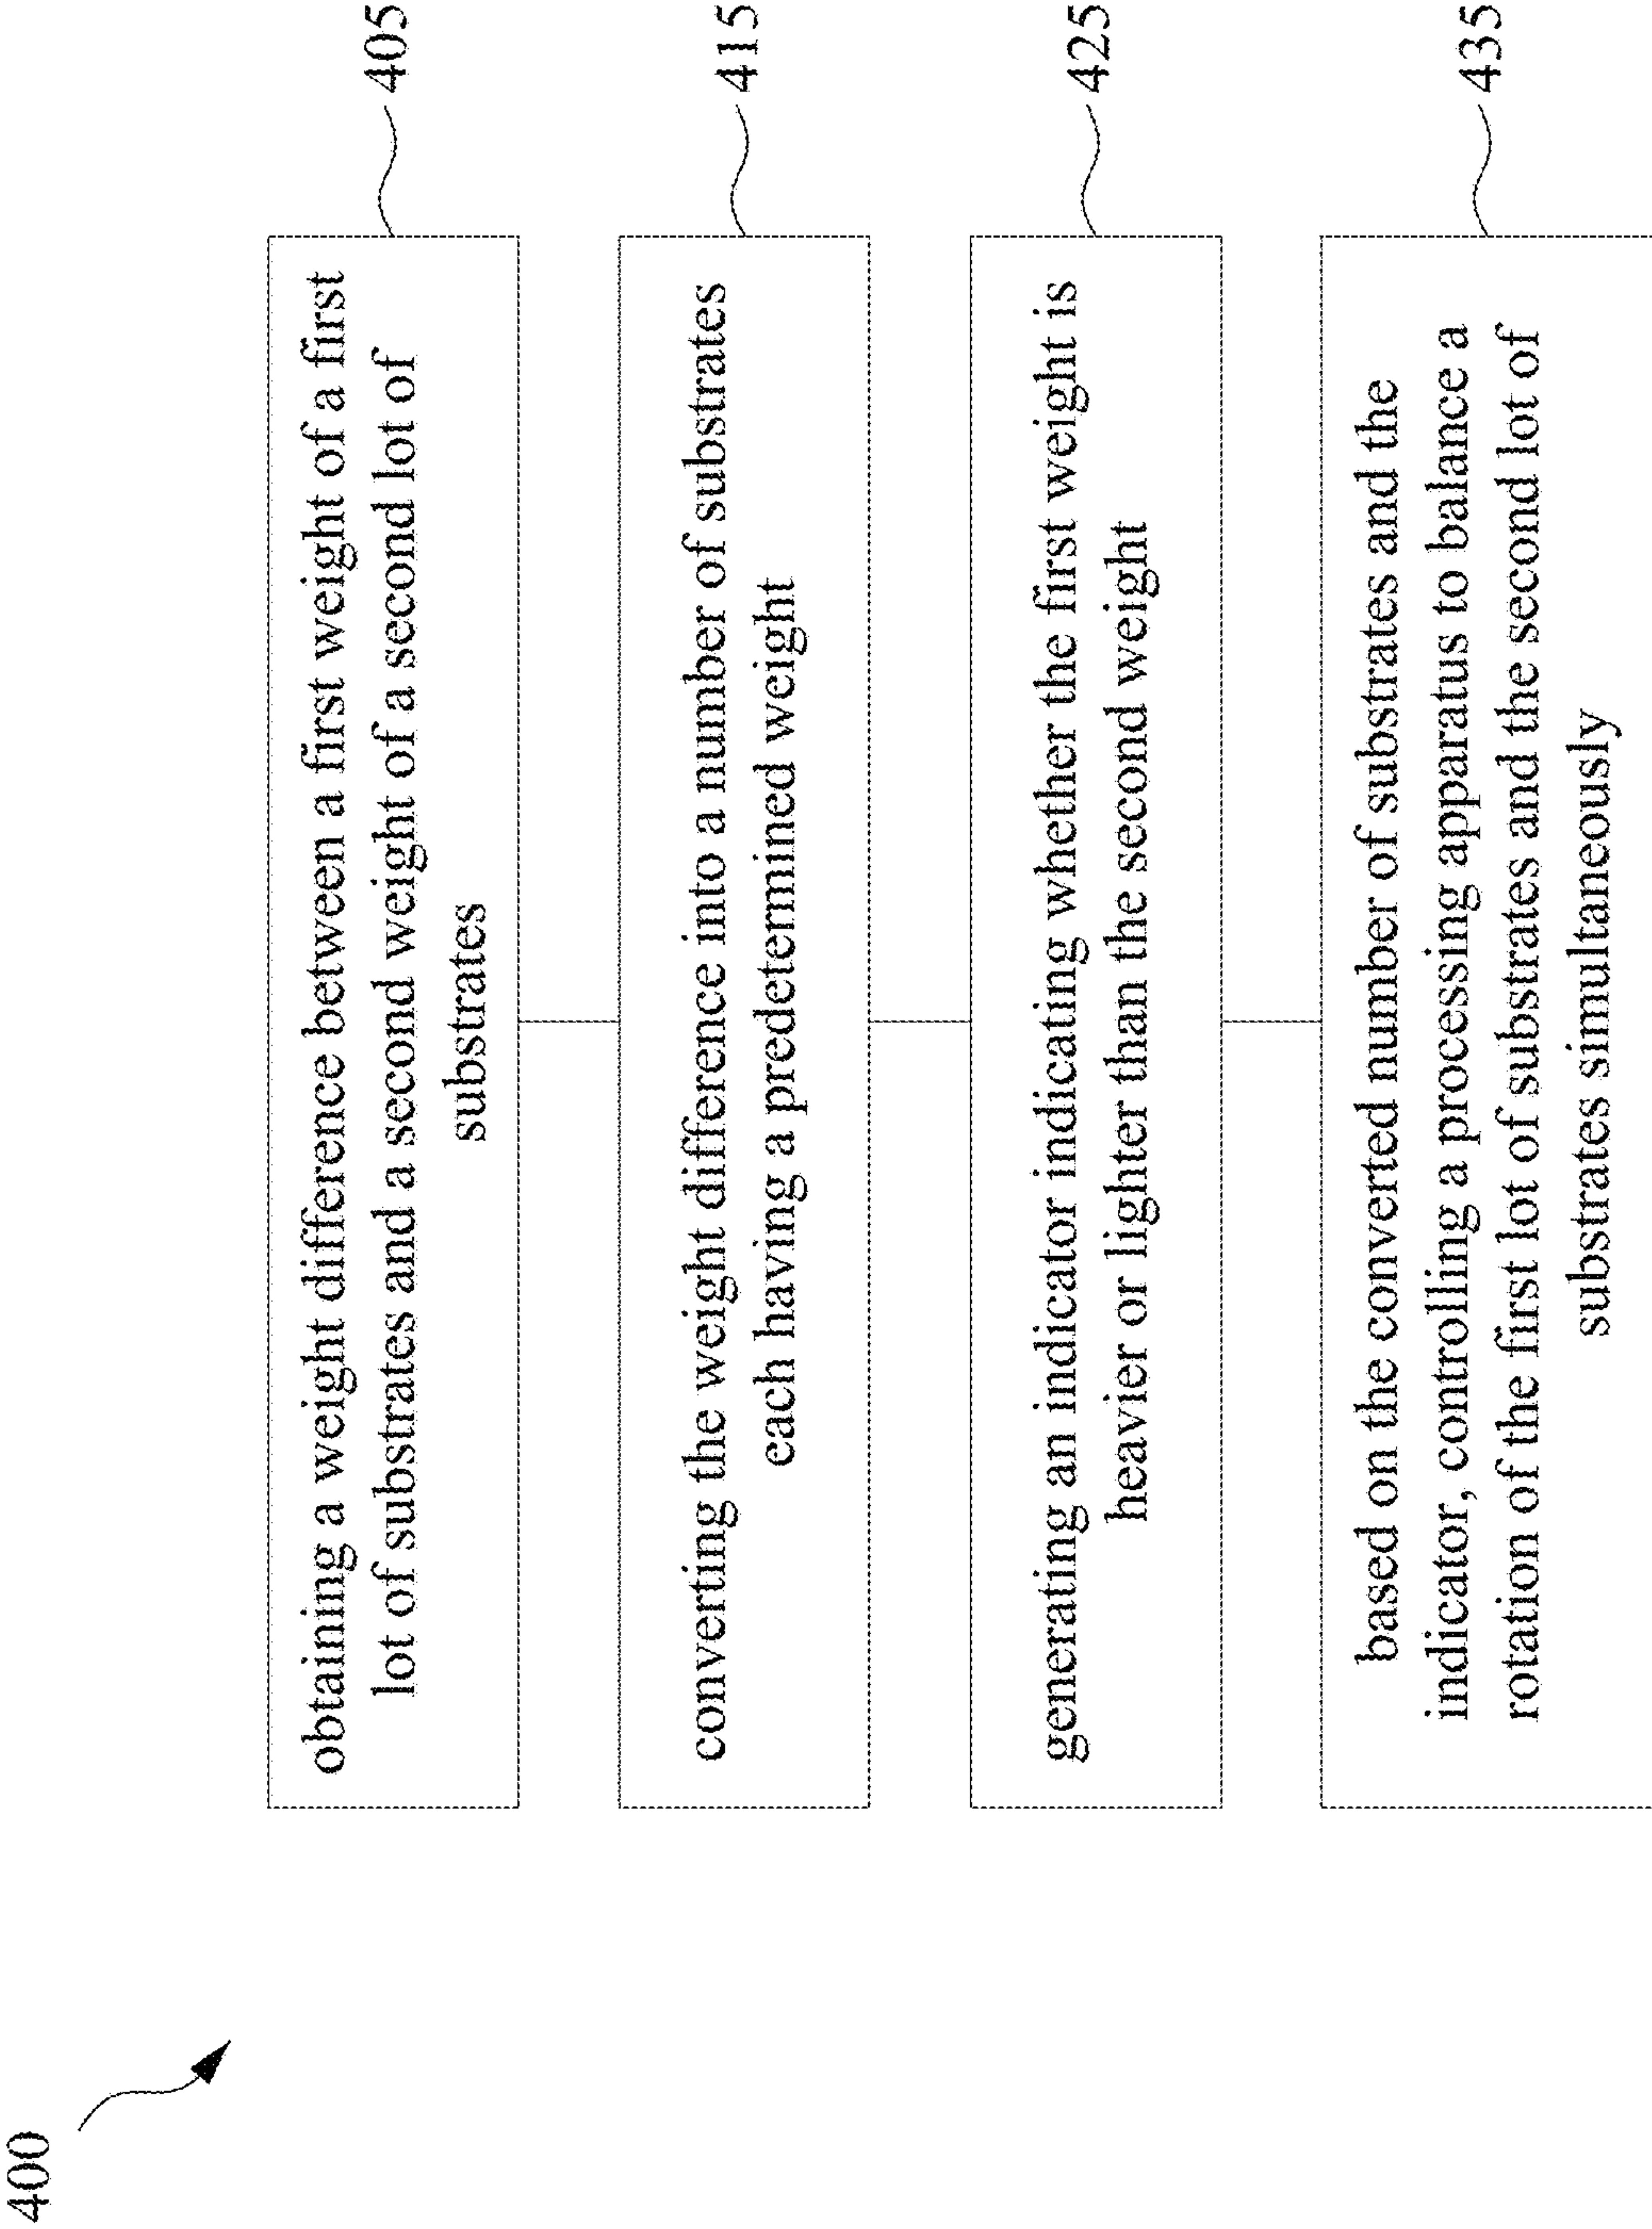 400
obtaining a weight difference between a first weight of a first
lot of substrates and a second weight of a second lot of
substrates
405
converting the weight difference into a number of substrates
each having a predetermined weight
415
generating an indicator indicating whether the first weight is
heavier or lighter than the second weight
425
based on the converted number of substrates and the
indicator, controlling a processing apparatus to balance a
rotation of the first lot of substrates and the second lot of
substrates simultaneously
435